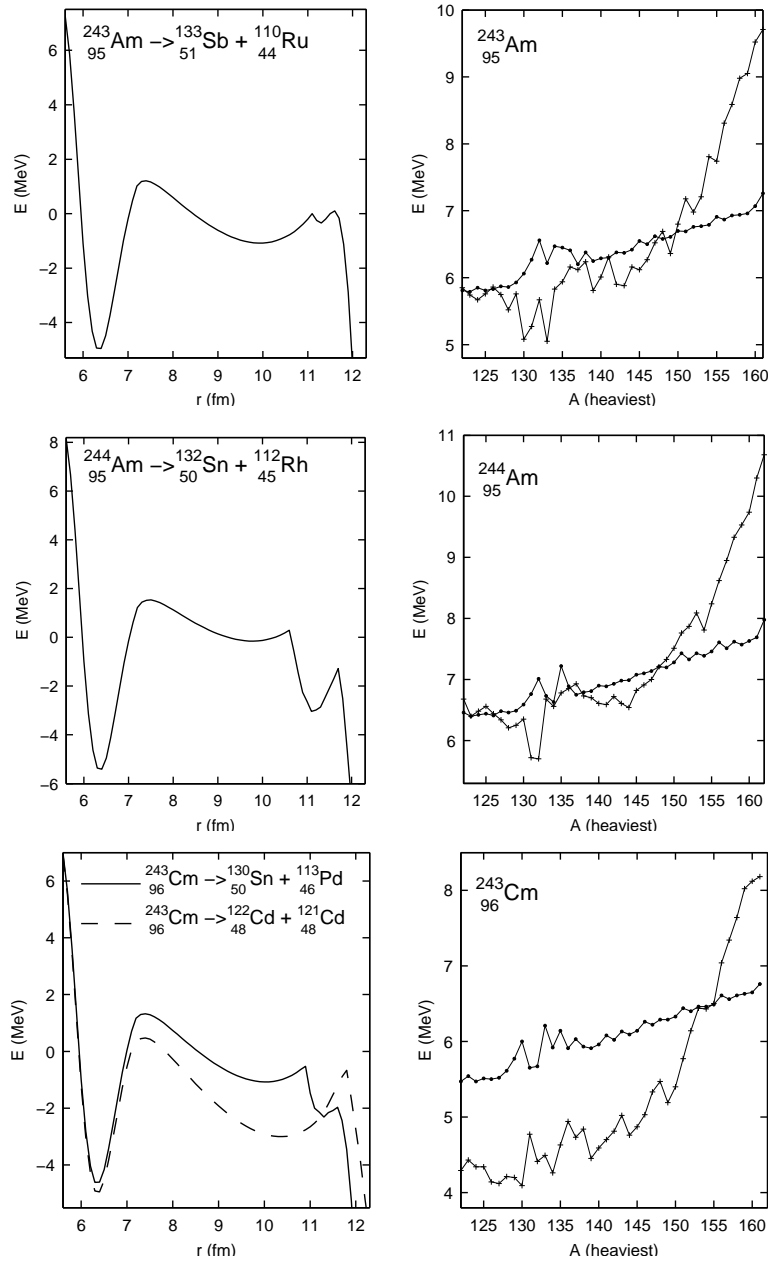 ²⁴³₉₅Am –>¹³³₅₁Sb + ¹¹⁰₄₄Ru
E (MeV)
6
4
2
0
−2
−4
6 7 8 9 10 11 12
r (fm)
²⁴³₉₅Am
E (MeV)
10
9
8
7
6
5
125 130 135 140 145 150 155 160
A (heaviest)
²⁴⁴₉₅Am –>¹³²₅₀Sn + ¹¹²₄₅Rh
E (MeV)
8
6
4
2
0
−2
−4
−6
6 7 8 9 10 11 12
r (fm)
²⁴⁴₉₅Am
E (MeV)
11
10
9
8
7
6
125 130 135 140 145 150 155 160
A (heaviest)
²⁴³₉₆Cm –>¹³⁰₅₀Sn + ¹¹³₄₆Pd
²⁴³₉₆Cm –>¹²²₄₈Cd + ¹²¹₄₈Cd
E (MeV)
6
4
2
0
−2
−4
6 7 8 9 10 11 12
r (fm)
²⁴³₉₆Cm
E (MeV)
8
7
6
5
4
125 130 135 140 145 150 155 160
A (heaviest)